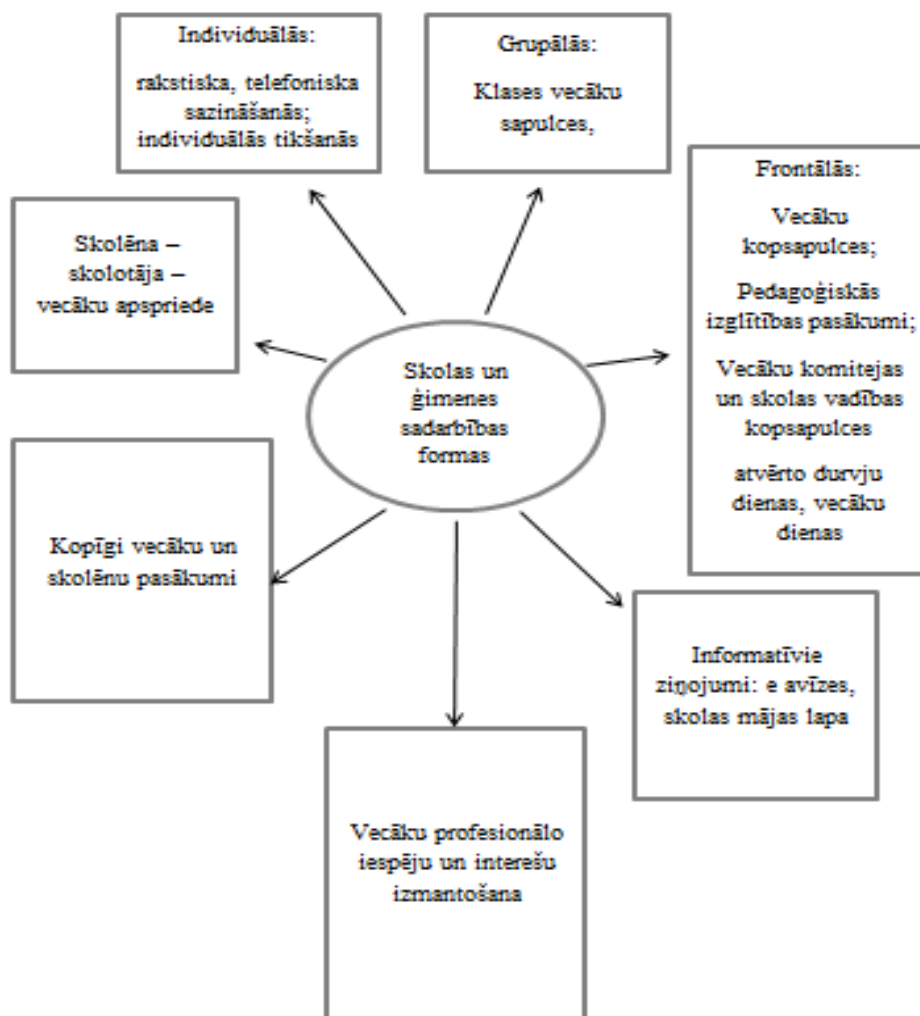 Individuālās:
rakstiska, telefoniska
sazināšanās;
individuālās tikšanās
Grupālās:
Klases vecāku
sapulces,
Frontālās:
Vecāku
kopsapulces;
Pedagoģiskās
izglītības pasākumi;
Vecāku komitejas
un skolas vadības
kopsapulces
atvērto durvju
dienas, vecāku
dienas
Skolēna –
skolotāja –
vecāku apspriede
Skolas un
ģimenes
sadarbības
formas
Kopīgi vecāku un
skolēnu pasākumi
Informatīvie
ziņojumi: e avīzes,
skolas mājas lapa
Vecāku profesionālo
iespēju un interešu
izmantošana